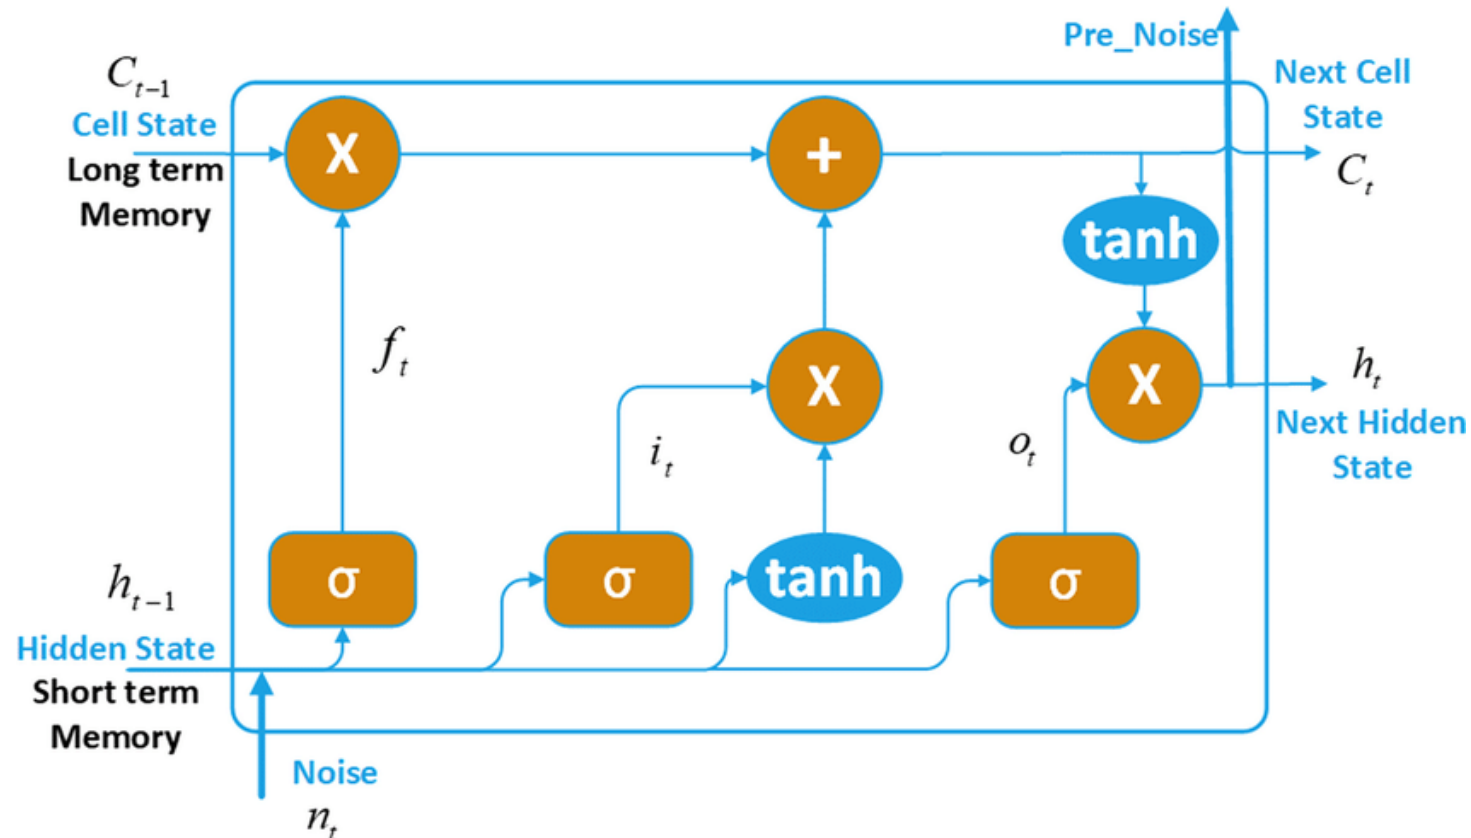 Pre_Noise
C_{t-1}
Cell State
Long term
Memory
X
+
Next Cell
State
C_t
tanh
f_t
X
X
h_t
Next Hidden
State
i_t
o_t
h_{t-1}
σ
σ
tanh
σ
Hidden State
Short term
Memory
Noise
n_t